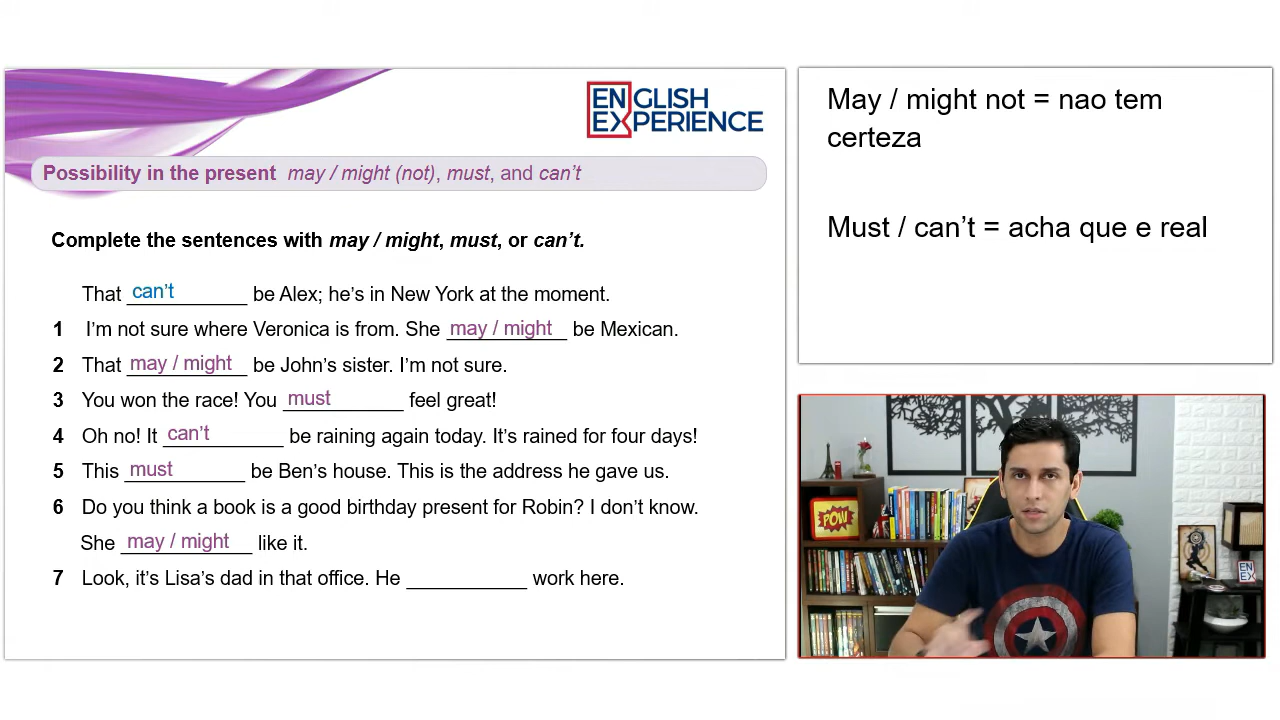 ENGLISH
EXPERIENCE
Possibility in the present may / might (not), must, and can't
Complete the sentences with may / might, must, or can't.
That can't be Alex; he's in New York at the moment.
1 I'm not sure where Veronica is from. She may / might be Mexican.
2 That may / might be John's sister. I'm not sure.
3 You won the race! You must feel great!
4 Oh no! It can't be raining again today. It's rained for four days!
5 This must be Ben's house. This is the address he gave us.
6 Do you think a book is a good birthday present for Robin? I don't know.
She may / might like it.
7 Look, it's Lisa's dad in that office. He ___________ work here.
May / might not = nao tem
certeza
Must / can't = acha que e real
POW
EN
EX